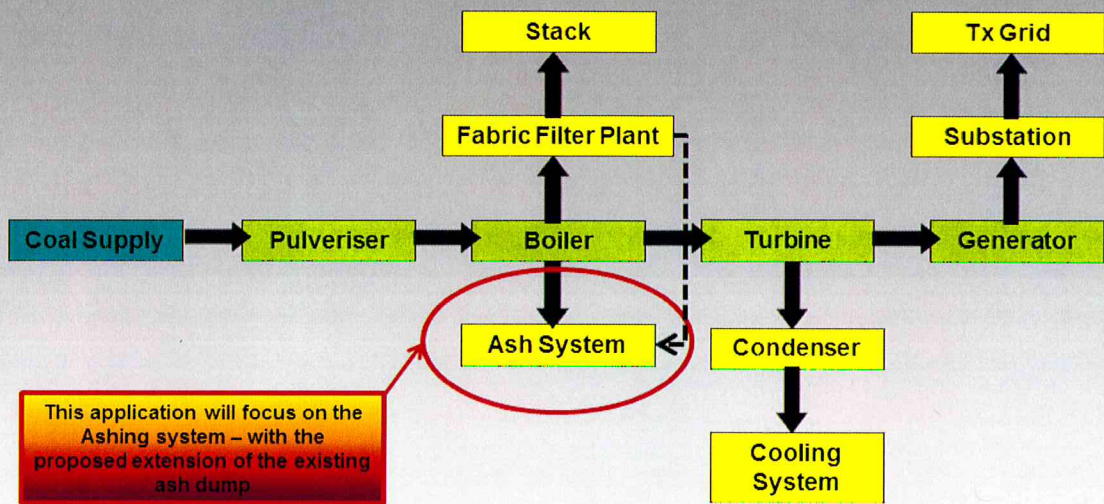 Stack
Tx Grid
Fabric Filter Plant
Substation
Coal Supply
Pulveriser
Boiler
Turbine
Generator
Ash System
Condenser
This application will focus on the
Ashing system – with the
proposed extension of the existing
ash dump
Cooling
System